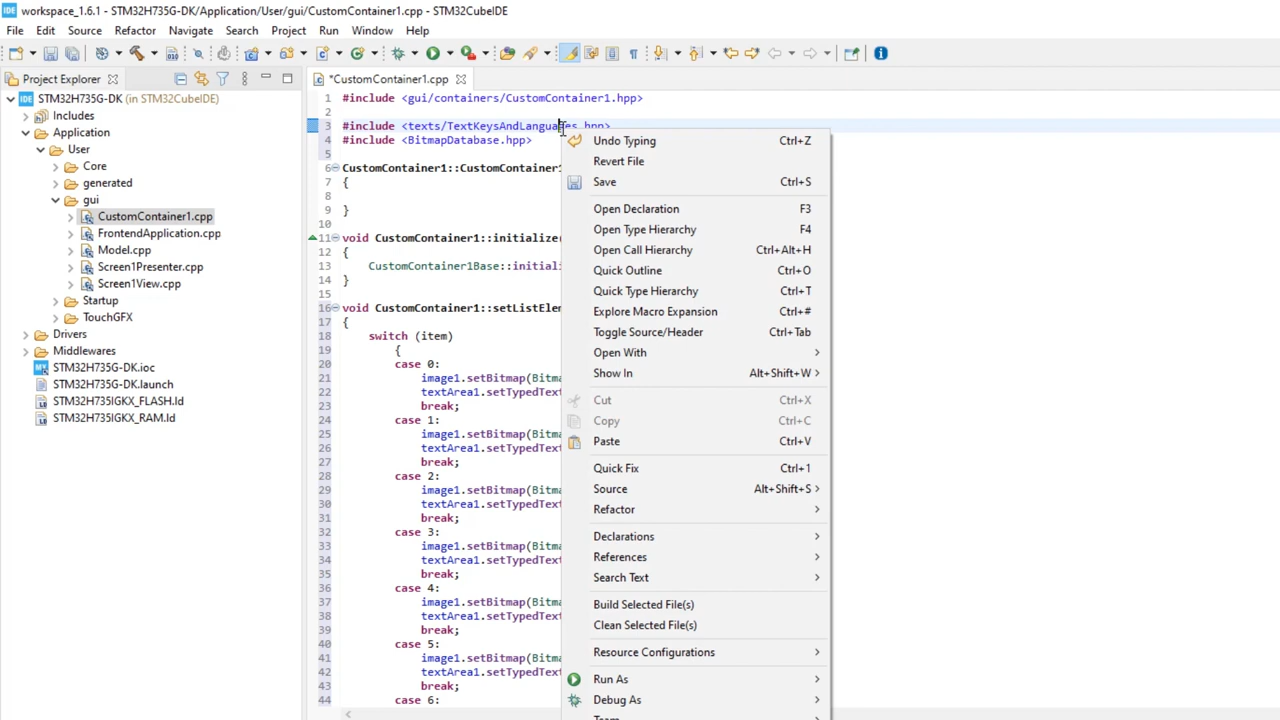 IDE workspace_1.6.1 - STM32H735G-DK/Application/User/gui/CustomContainer1.cpp - STM32CubeIDE
File Edit Source Refactor Navigate Search Project Run Window Help
Project Explorer
*CustomContainer1.cpp
IDE STM32H735G-DK (in STM32CubeIDE)
Includes
Application
User
Core
generated
gui
CustomContainer1.cpp
FrontendApplication.cpp
Model.cpp
Screen1Presenter.cpp
Screen1View.cpp
Startup
TouchGFX
Drivers
Middlewares
MX STM32H735G-DK.ioc
STM32H735G-DK.launch
STM32H735IGKX_FLASH.ld
STM32H735IGKX_RAM.ld
1 #include <gui/containers/CustomContainer1.hpp>
2
3 #include <texts/TextKeysAndLanguages.hpp>
4 #include <BitmapDatabase.hpp>
5
6 CustomContainer1::CustomContainer1
7 {
8
9 }
10
11 void CustomContainer1::initialize(
12 {
13 CustomContainer1Base::initiali
14 }
15
16 void CustomContainer1::setListElem
17 {
18 switch (item)
19 {
20 case 0:
21 image1.setBitmap(Bitma
22 textArea1.setTypedText
23 break;
24 case 1:
25 image1.setBitmap(Bitma
26 textArea1.setTypedText
27 break;
28 case 2:
29 image1.setBitmap(Bitma
30 textArea1.setTypedText
31 break;
32 case 3:
33 image1.setBitmap(Bitma
34 textArea1.setTypedText
35 break;
36 case 4:
37 image1.setBitmap(Bitma
38 textArea1.setTypedText
39 break;
40 case 5:
41 image1.setBitmap(Bitma
42 textArea1.setTypedText
43 break;
44 case 6:
Undo Typing Ctrl+Z
Revert File
Save Ctrl+S
Open Declaration F3
Open Type Hierarchy F4
Open Call Hierarchy Ctrl+Alt+H
Quick Outline Ctrl+O
Quick Type Hierarchy Ctrl+T
Explore Macro Expansion Ctrl+#
Toggle Source/Header Ctrl+Tab
Open With
Show In Alt+Shift+W
Cut Ctrl+X
Copy Ctrl+C
Paste Ctrl+V
Quick Fix Ctrl+1
Source Alt+Shift+S
Refactor
Declarations
References
Search Text
Build Selected File(s)
Clean Selected File(s)
Resource Configurations
Run As
Debug As